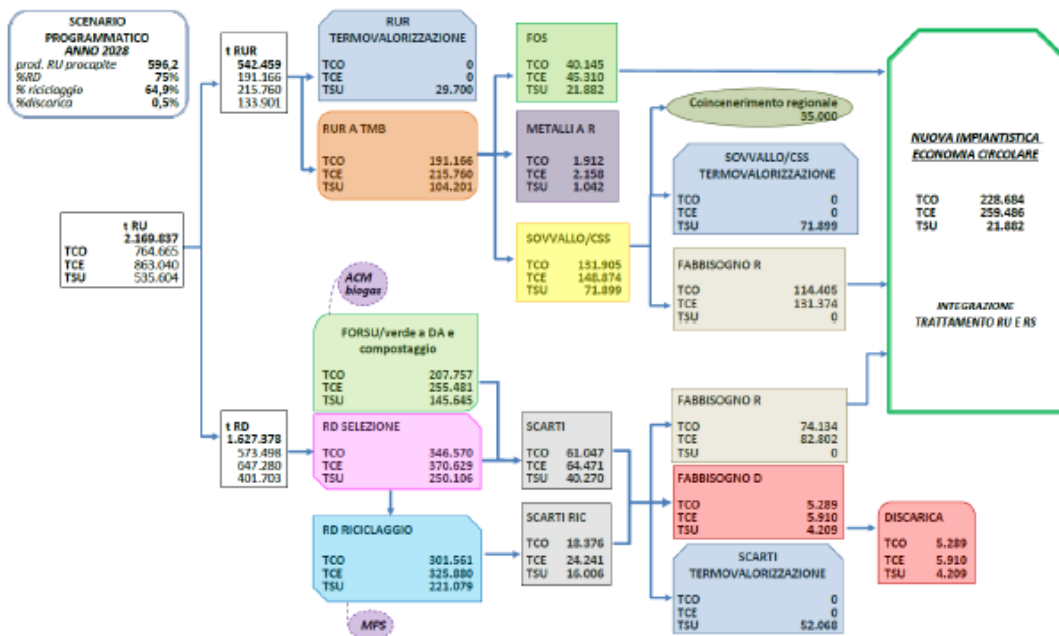 SCENARIO
PROGRAMMATICO
ANNO 2028
prod. RU procapite 596,2
%RD 75%
% riciclaggio 64,9%
%discarica 0,5%
t RUR
542.459
191.166
215.760
133.901
RUR
TERMOVALORIZZAZIONE
TCO 0
TCE 0
TSU 29.700
RUR A TMB
TCO 191.166
TCE 215.760
TSU 104.201
FOS
TCO 40.145
TCE 45.310
TSU 21.882
METALLI A R
TCO 1.912
TCE 2.158
TSU 1.042
SOVVALLO/CSS
TCO 131.905
TCE 148.874
TSU 71.899
Coincenerimento regionale
35.000
SOVVALLO/CSS
TERMOVALORIZZAZIONE
TCO 0
TCE 0
TSU 71.899
FABBISOGNO R
TCO 114.405
TCE 131.374
TSU 0
NUOVA IMPIANTISTICA
ECONOMIA CIRCOLARE
TCO 228.684
TCE 259.486
TSU 21.882
INTEGRAZIONE
TRATTAMENTO RU E RS
t RU
2.169.837
TCO 764.665
TCE 863.040
TSU 535.604
ACM
biogas
FORSU/verde a DA e
compostaggio
TCO 207.757
TCE 255.481
TSU 145.645
t RD
1.627.378
573.498
647.280
401.703
RD SELEZIONE
TCO 346.570
TCE 370.629
TSU 250.106
RD RICICLAGGIO
TCO 301.561
TCE 325.880
TSU 221.079
MPS
SCARTI
TCO 61.047
TCE 64.471
TSU 40.270
SCARTI RIC
TCO 18.376
TCE 24.241
TSU 16.006
FABBISOGNO R
TCO 74.134
TCE 82.802
TSU 0
FABBISOGNO D
TCO 5.289
TCE 5.910
TSU 4.209
SCARTI
TERMOVALORIZZAZIONE
TCO 0
TCE 0
TSU 52.068
DISCARICA
TCO 5.289
TCE 5.910
TSU 4.209